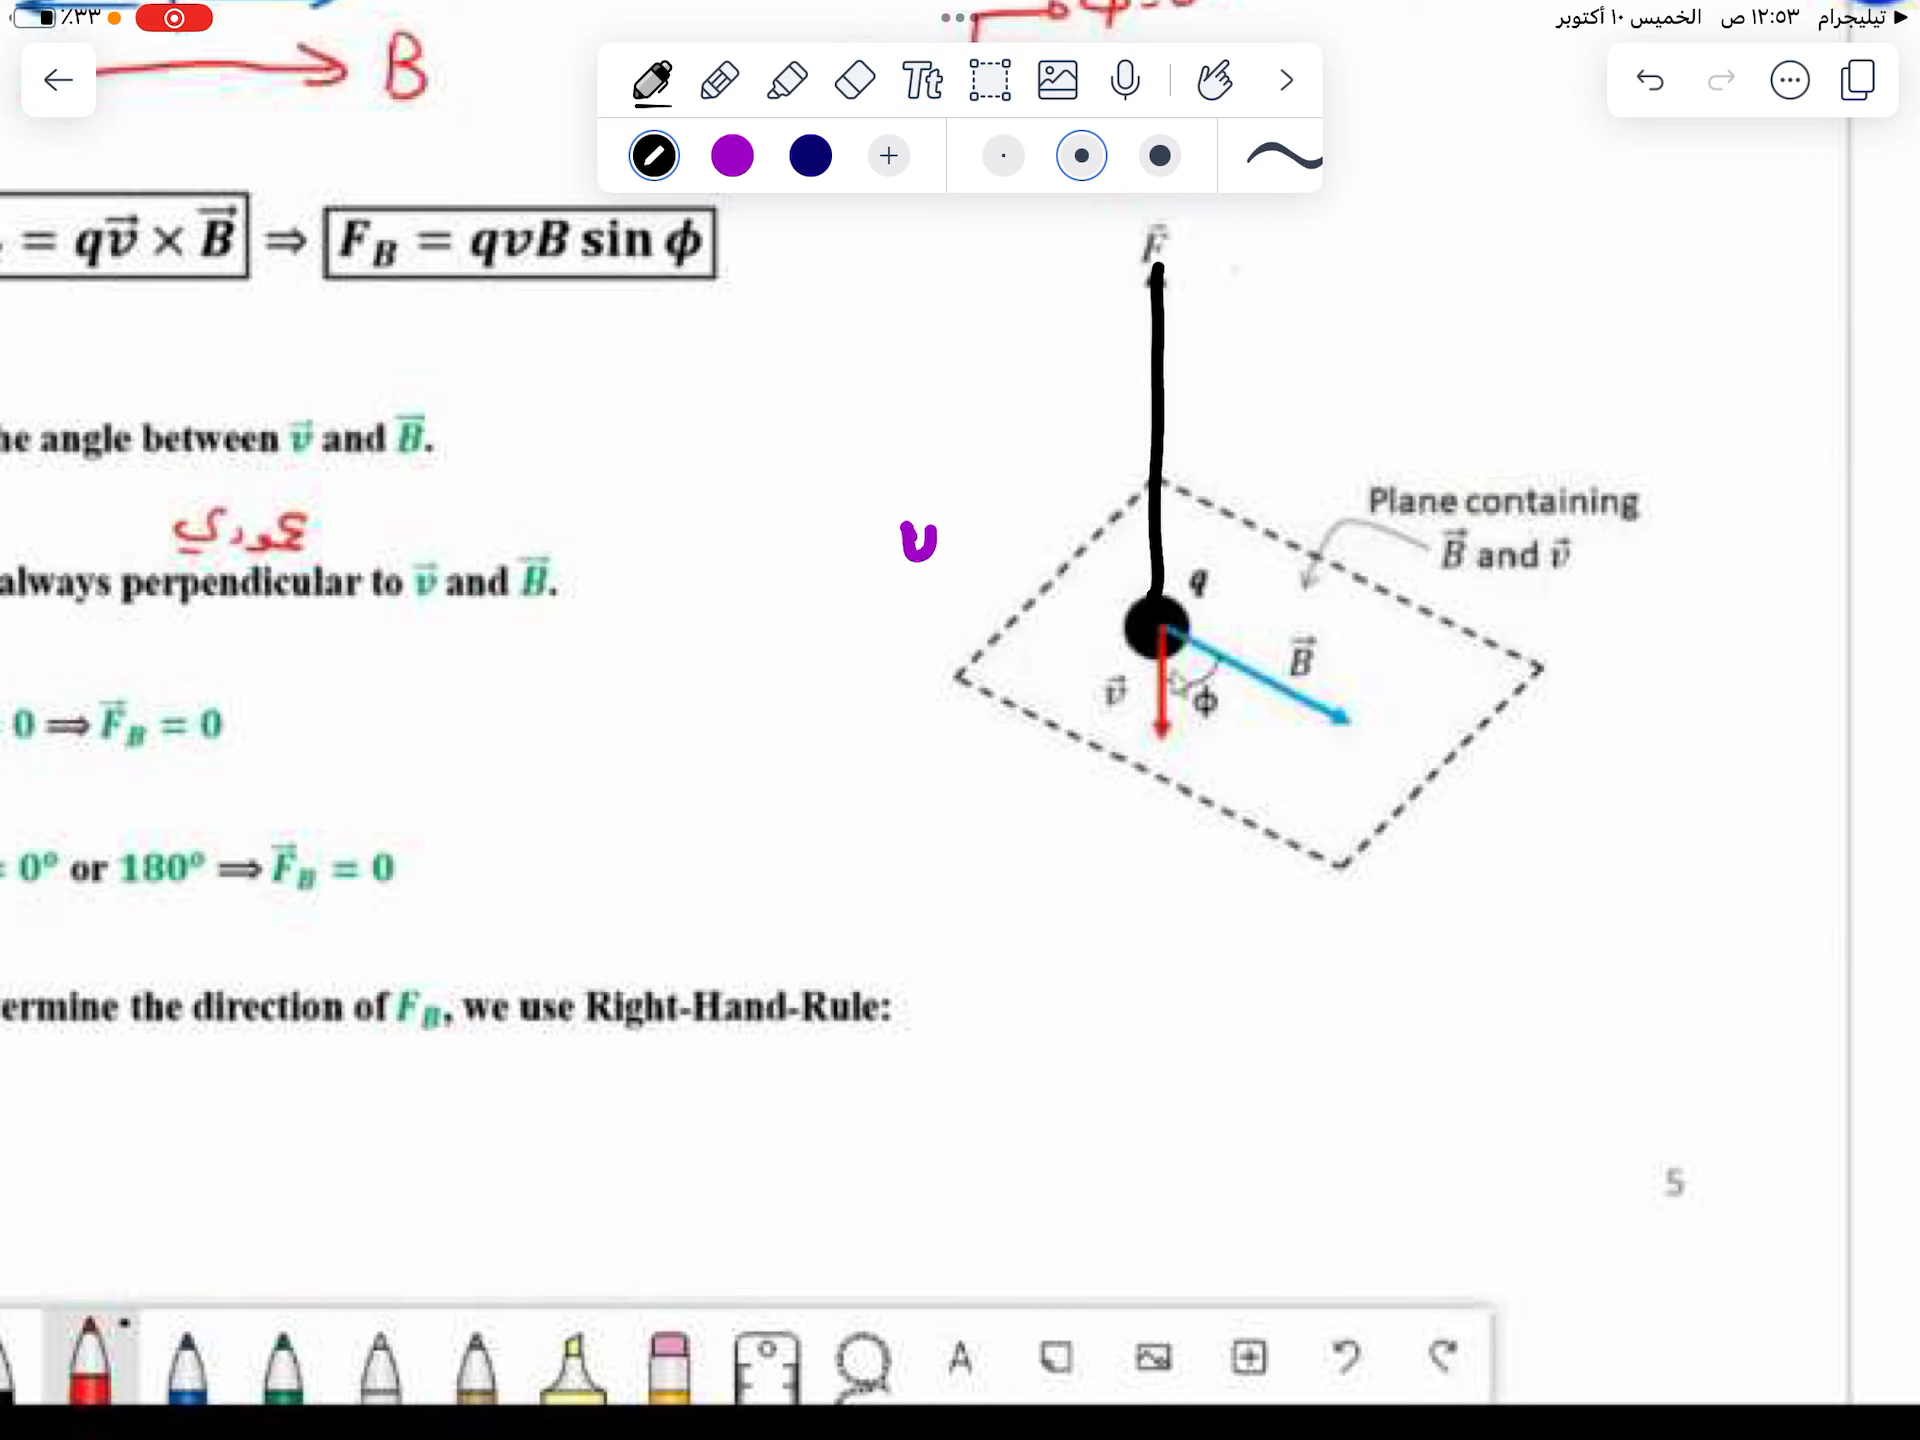 ٪٣٣
الخميس ١٠ أكتوبر ١٢:٥٣ ص تيليجرام
B
Tt
= qv⃗ × B⃗ ⇒ F_B = qvB sin ϕ
F⃗
he angle between v⃗ and B⃗.
عمودي
always perpendicular to v⃗ and B⃗.
υ
Plane containing
B⃗ and v⃗
q
B⃗
v⃗
ϕ
0 ⟹ F⃗_B = 0
= 0° or 180° ⟹ F⃗_B = 0
ermine the direction of F_B, we use Right-Hand-Rule:
5
A